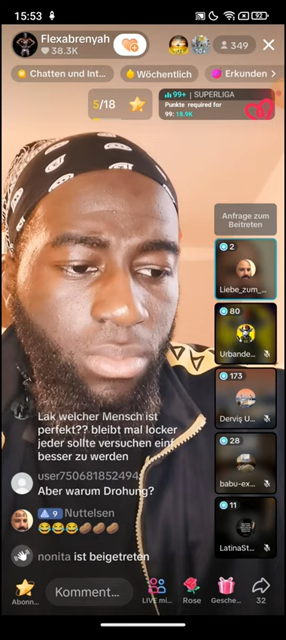 15:53
92
Flexabrenyah
38.3K
349
Chatten und Int...
Wöchentlich
Erkunden
5/18
99+ | SUPERLIGA
Punkte required for
99: 18.9K
Anfrage zum
Beitreten
2
Liebe_zum_...
80
Urbande...
173
Derviş U...
28
babu-ex...
11
LatinaSt...
Lak welcher Mensch ist
perfekt?? bleibt mal locker
jeder sollte versuchen einf
besser zu werden
user750681852494
Aber warum Drohung?
9 Nuttelsen
😂😂😂🥔🥔
nonita ist beigetreten
Abonn...
Komment...
LIVE mi...
Rose
Gesche...
32